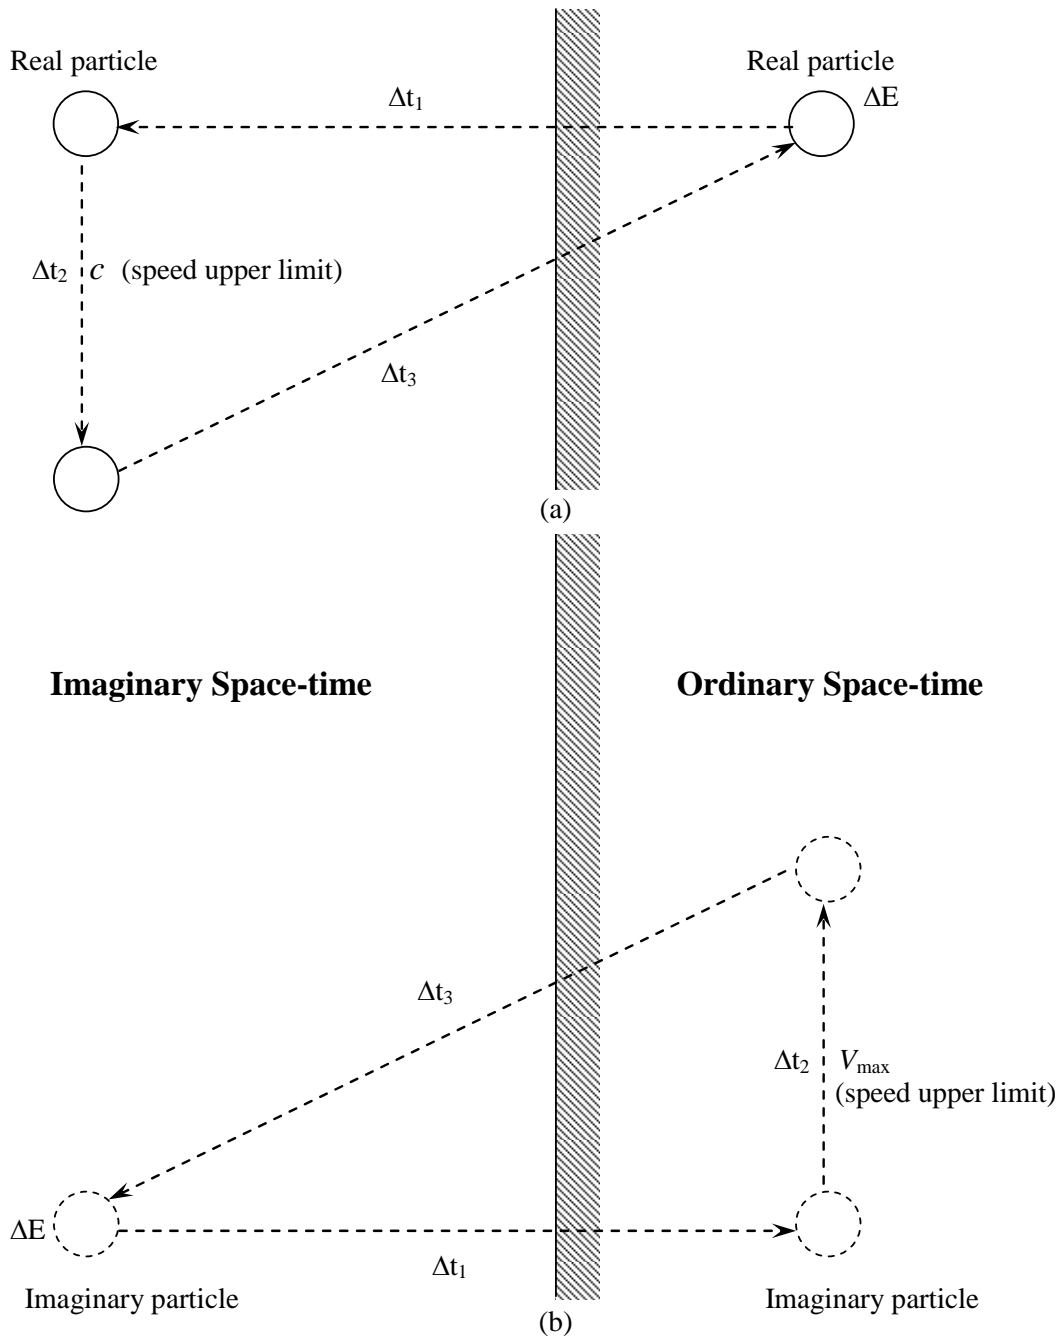 Real particle
Real particle
Δt₁
ΔE
Δt₂ c (speed upper limit)
Δt₃
(a)
Imaginary Space-time
Ordinary Space-time
Δt₃
Δt₂ Vmax
(speed upper limit)
ΔE
Δt₁
Imaginary particle
Imaginary particle
(b)